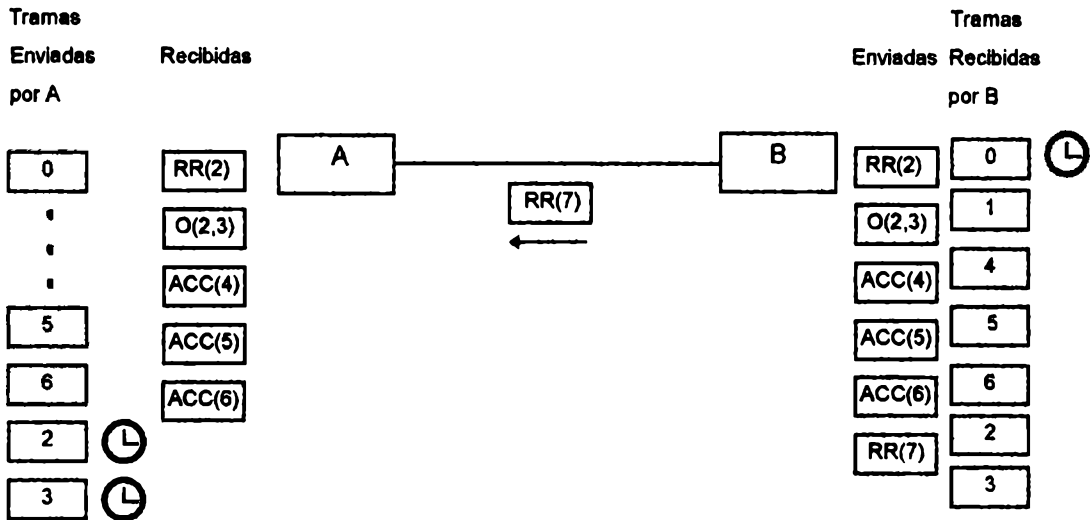 Tramas
Enviadas
por A
Recibidas
Enviadas
Tramas
Recibidas
por B
0
5
6
2
3
RR(2)
O(2,3)
ACC(4)
ACC(5)
ACC(6)
A
B
RR(7)
RR(2)
O(2,3)
ACC(4)
ACC(5)
ACC(6)
RR(7)
0
1
4
5
6
2
3